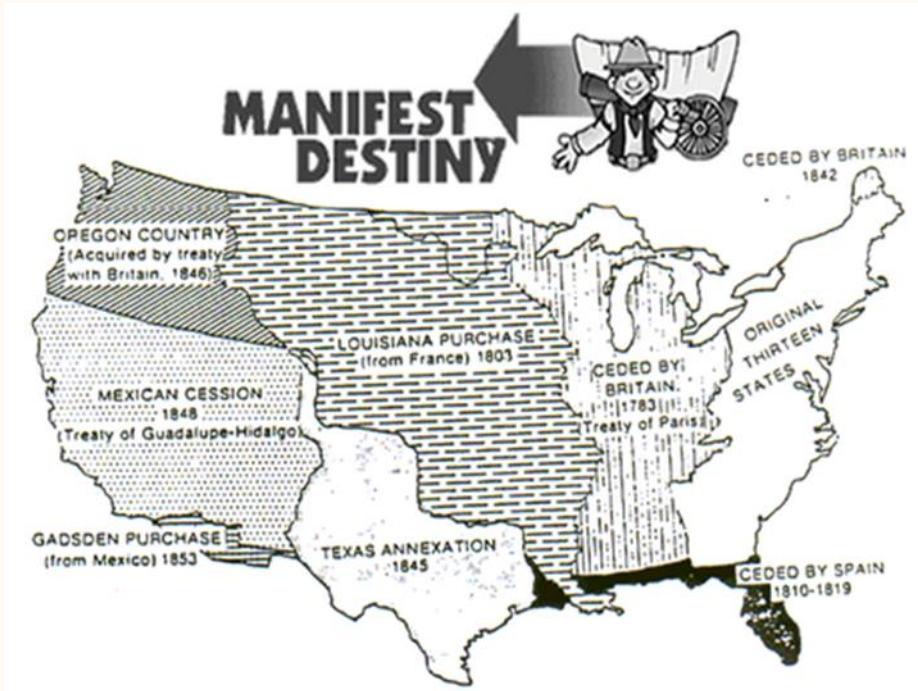 MANIFEST
DESTINY
CEDED BY BRITAIN
1842
OREGON COUNTRY
(Acquired by treaty
with Britain, 1846)
LOUISIANA PURCHASE
(from France) 1803
ORIGINAL
THIRTEEN
STATES
CEDED BY
BRITAIN,
1783
(Treaty of Paris)
MEXICAN CESSION
1848
(Treaty of Guadalupe-Hidalgo)
GADSDEN PURCHASE
(from Mexico) 1853
TEXAS ANNEXATION
1845
CEDED BY SPAIN
1810-1819